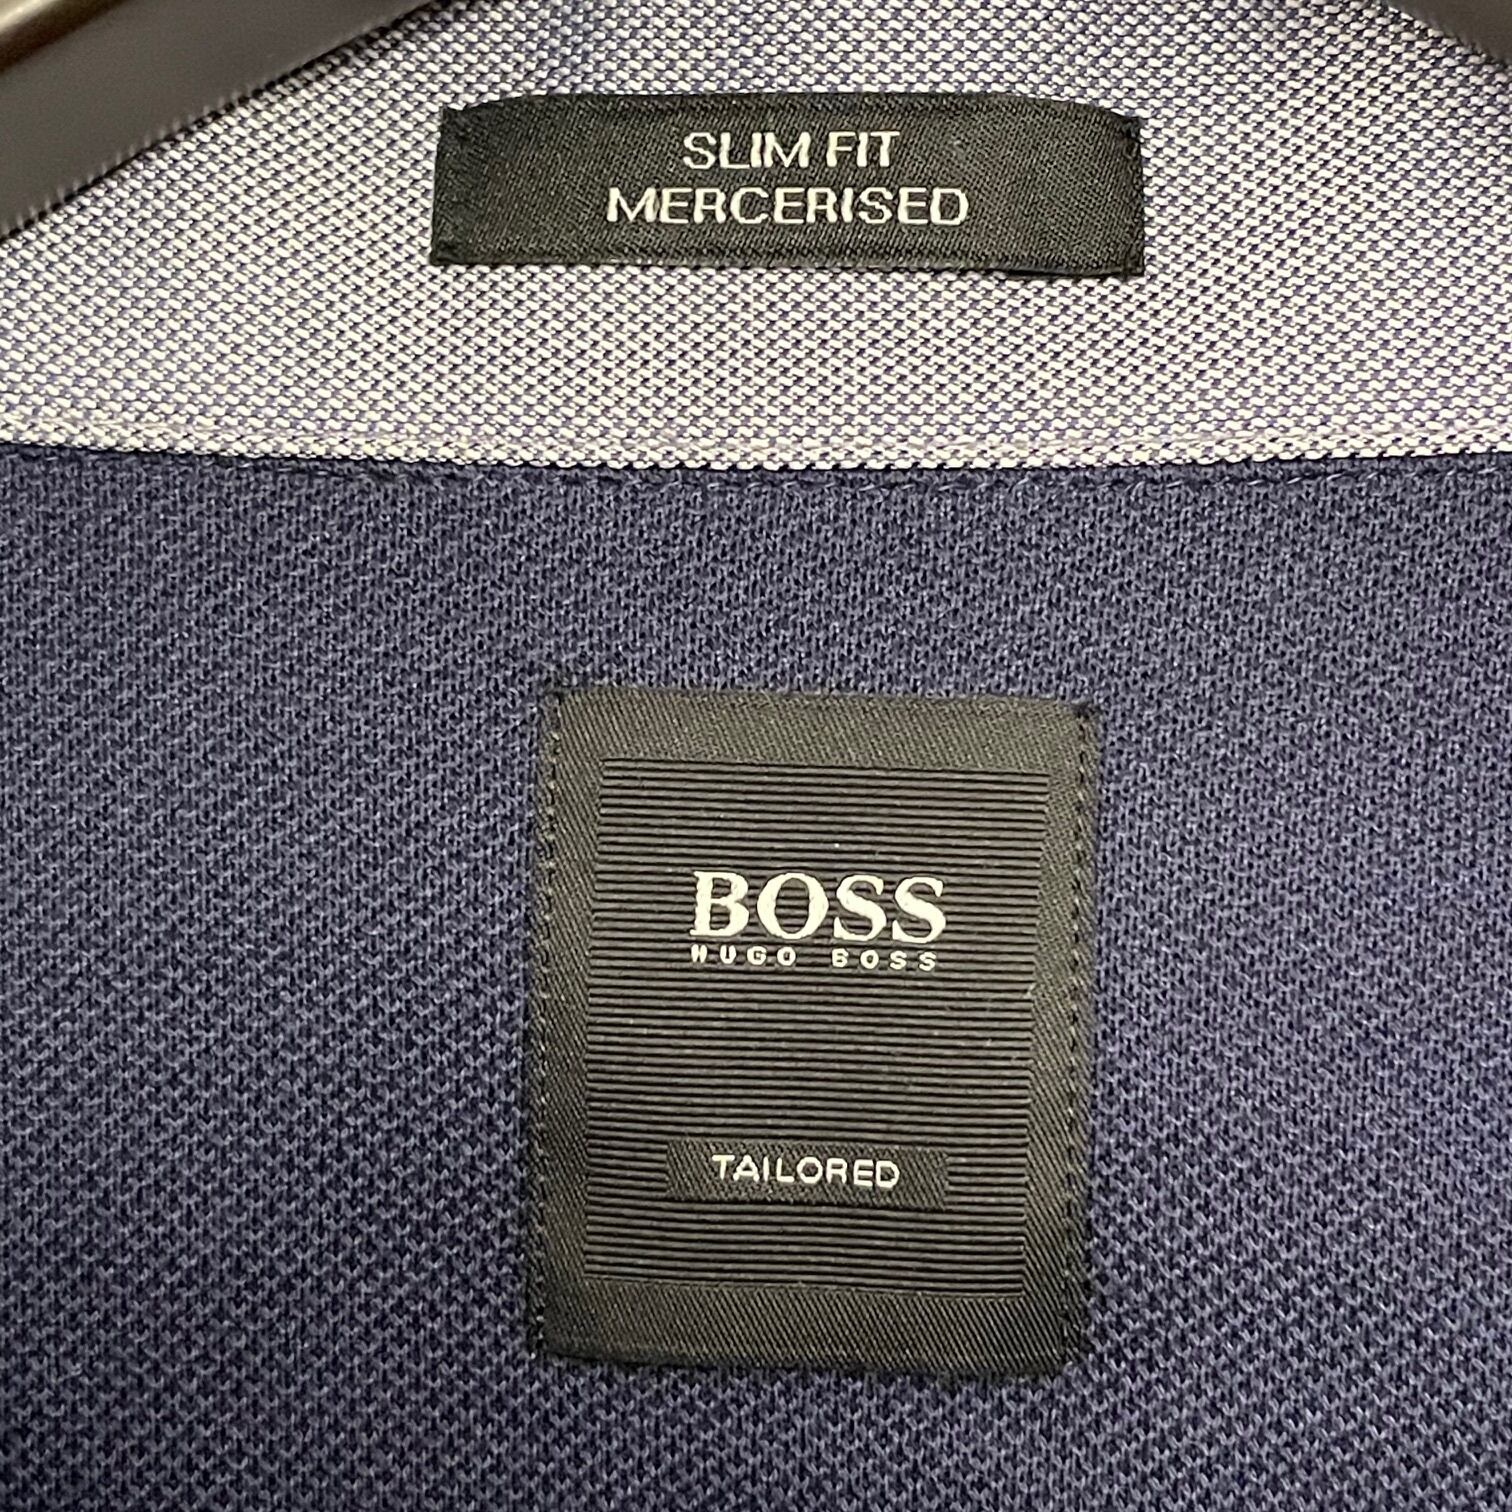 SLIM FIT
MERCERISED
BOSS
HUGO BOSS
TAILORED